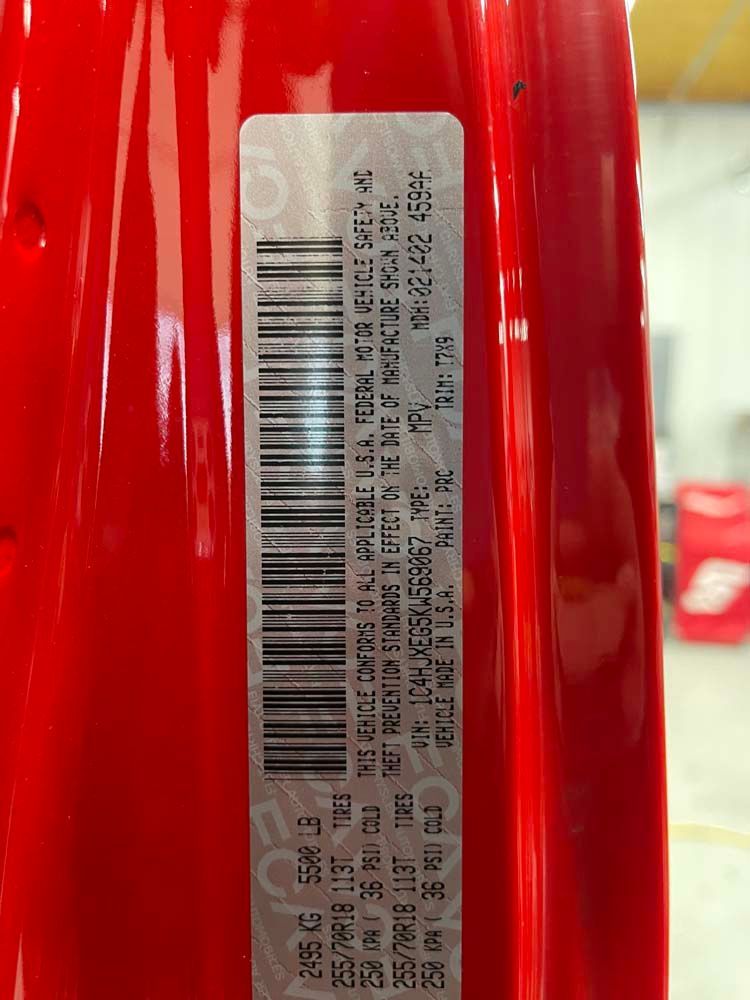 2495 KG 5500 LB
255/70R18 113T TIRES
250 KPA ( 36 PSI) COLD
255/70R18 113T TIRES
250 KPA ( 36 PSI) COLD
THIS VEHICLE CONFORMS TO ALL APPLICABLE U.S.A. FEDERAL MOTOR VEHICLE SAFETY AND
THEFT PREVENTION STANDARDS IN EFFECT ON THE DATE OF MANUFACTURE SHOWN ABOVE.
VIN: 1C4HJXEG5KW569067 TYPE: MPV MDH:021402 459AA
VEHICLE MADE IN U.S.A. PAINT: PRC TRIM: T7X9